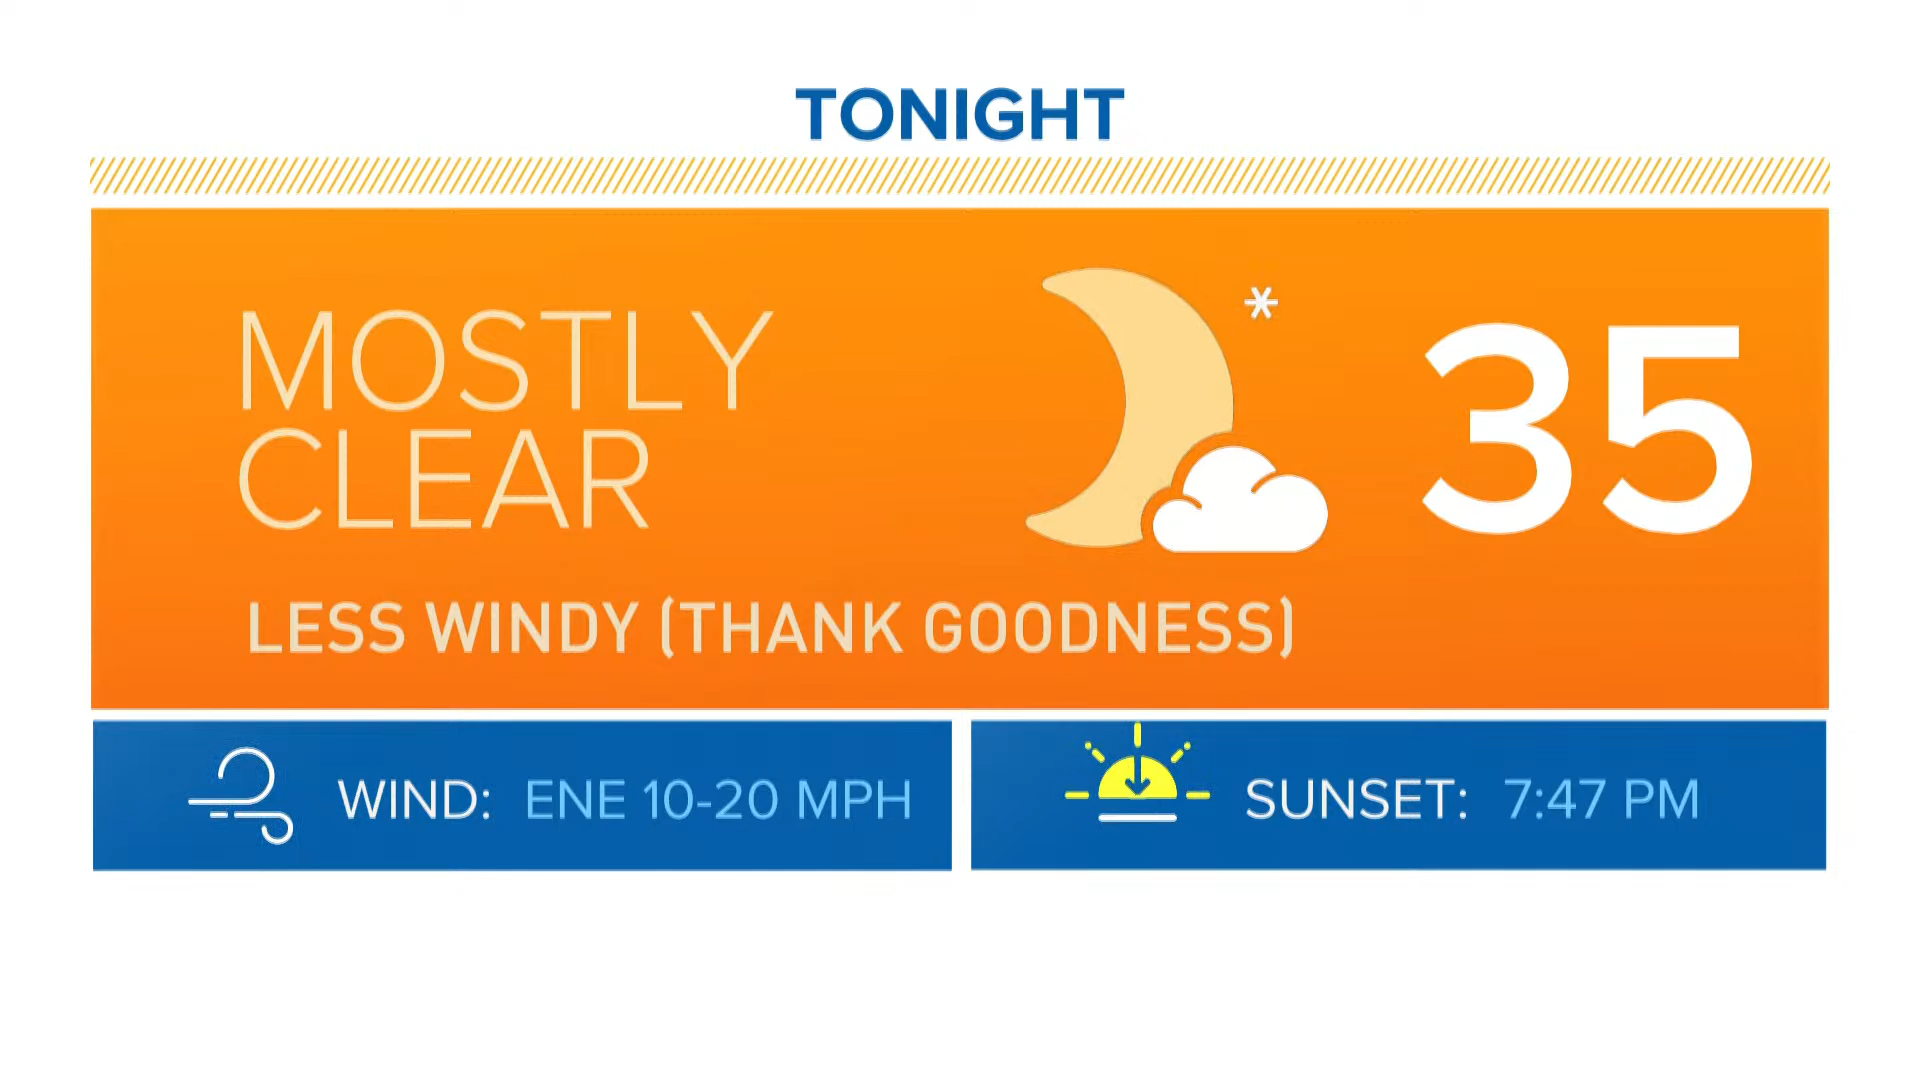 TONIGHT
MOSTLY
CLEAR
35
LESS WINDY (THANK GOODNESS)
WIND: ENE 10-20 MPH
SUNSET: 7:47 PM